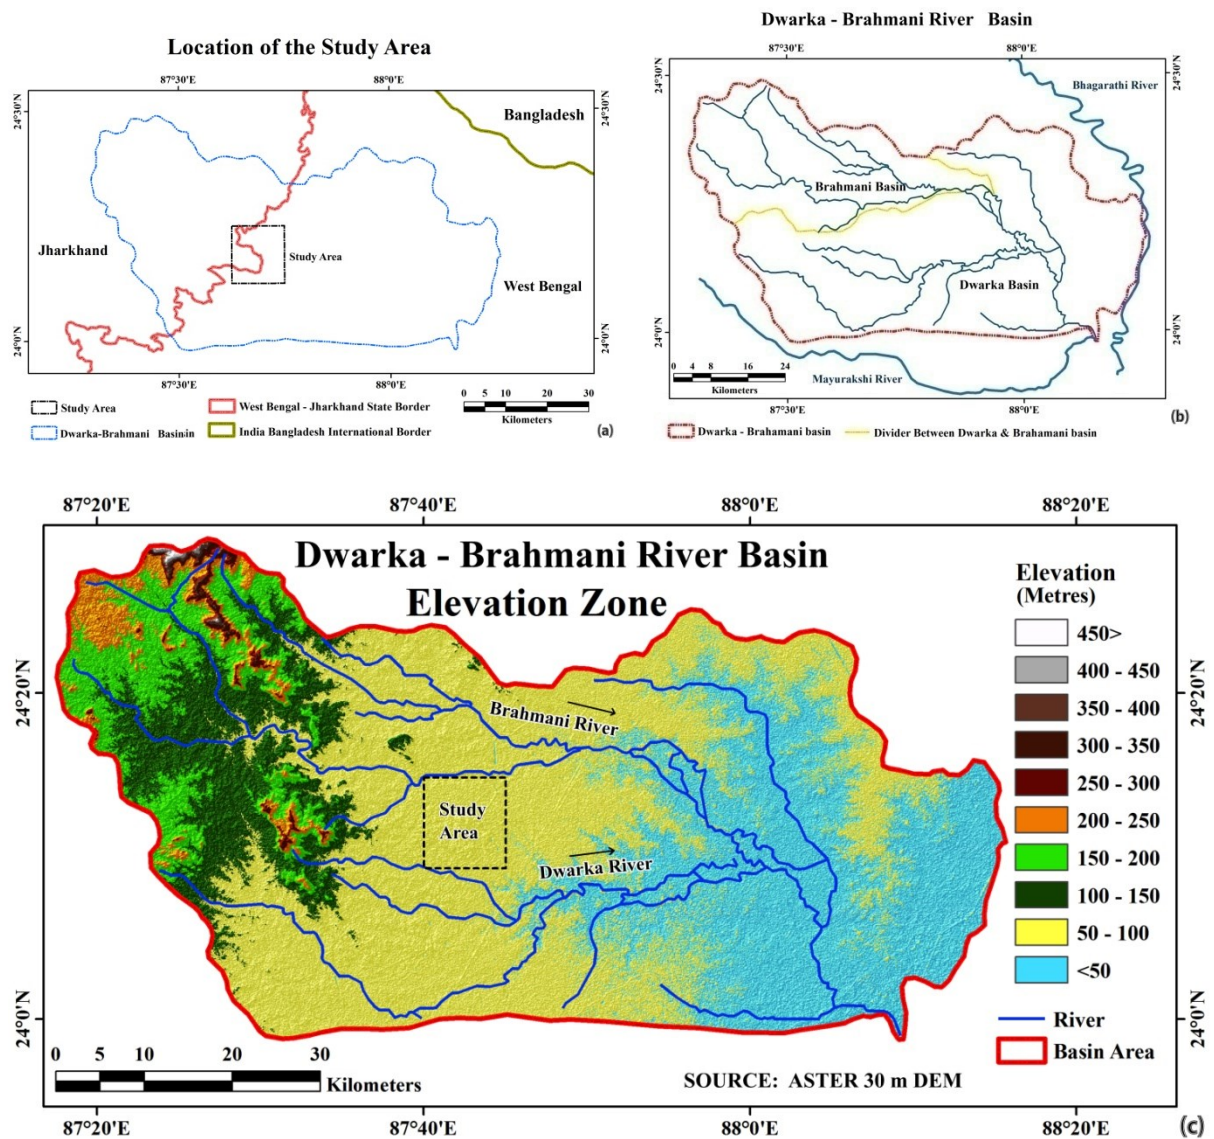 Location of the Study Area
87°30'E
88°0'E
24°30'N
24°30'N
Bangladesh
Jharkhand
Study Area
West Bengal
24°0'N
24°0'N
87°30'E
88°0'E
Study Area
West Bengal - Jharkhand State Border
Dwarka-Brahmani Basinin
India Bangladesh International Border
0 5 10 20 30
Kilometers
(a)
Dwarka - Brahmani River Basin
87°30'E
88°0'E
24°30'N
24°30'N
Bhagarathi River
Brahmani Basin
Dwarka Basin
24°0'N
24°0'N
0 4 8 16 24
Kilometers
Mayurakshi River
87°30'E
88°0'E
(b)
Dwarka - Brahamani basin
Divider Between Dwarka & Brahamani basin
87°20'E
87°40'E
88°0'E
88°20'E
Dwarka - Brahmani River Basin
Elevation Zone
Elevation
(Metres)
450>
400 - 450
350 - 400
300 - 350
250 - 300
200 - 250
150 - 200
100 - 150
50 - 100
<50
River
Basin Area
24°20'N
24°20'N
Brahmani River
Study
Area
Dwarka River
24°0'N
24°0'N
0 5 10 20 30
Kilometers
SOURCE: ASTER 30 m DEM
87°20'E
87°40'E
88°0'E
88°20'E
(c)